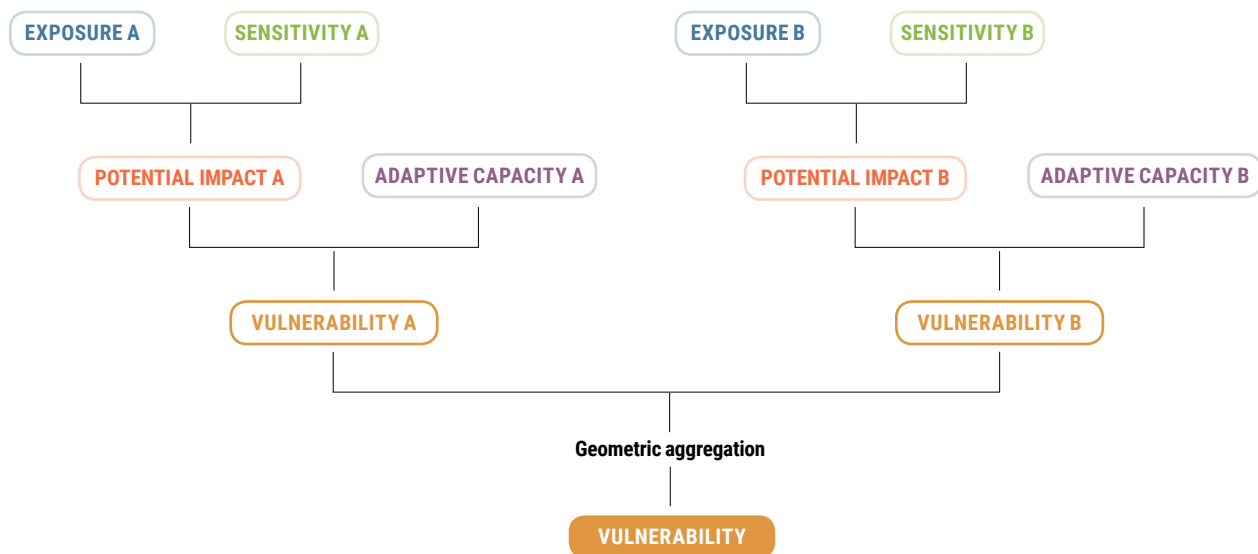 EXPOSURE A
SENSITIVITY A
EXPOSURE B
SENSITIVITY B
POTENTIAL IMPACT A
ADAPTIVE CAPACITY A
POTENTIAL IMPACT B
ADAPTIVE CAPACITY B
VULNERABILITY A
VULNERABILITY B
Geometric aggregation
VULNERABILITY